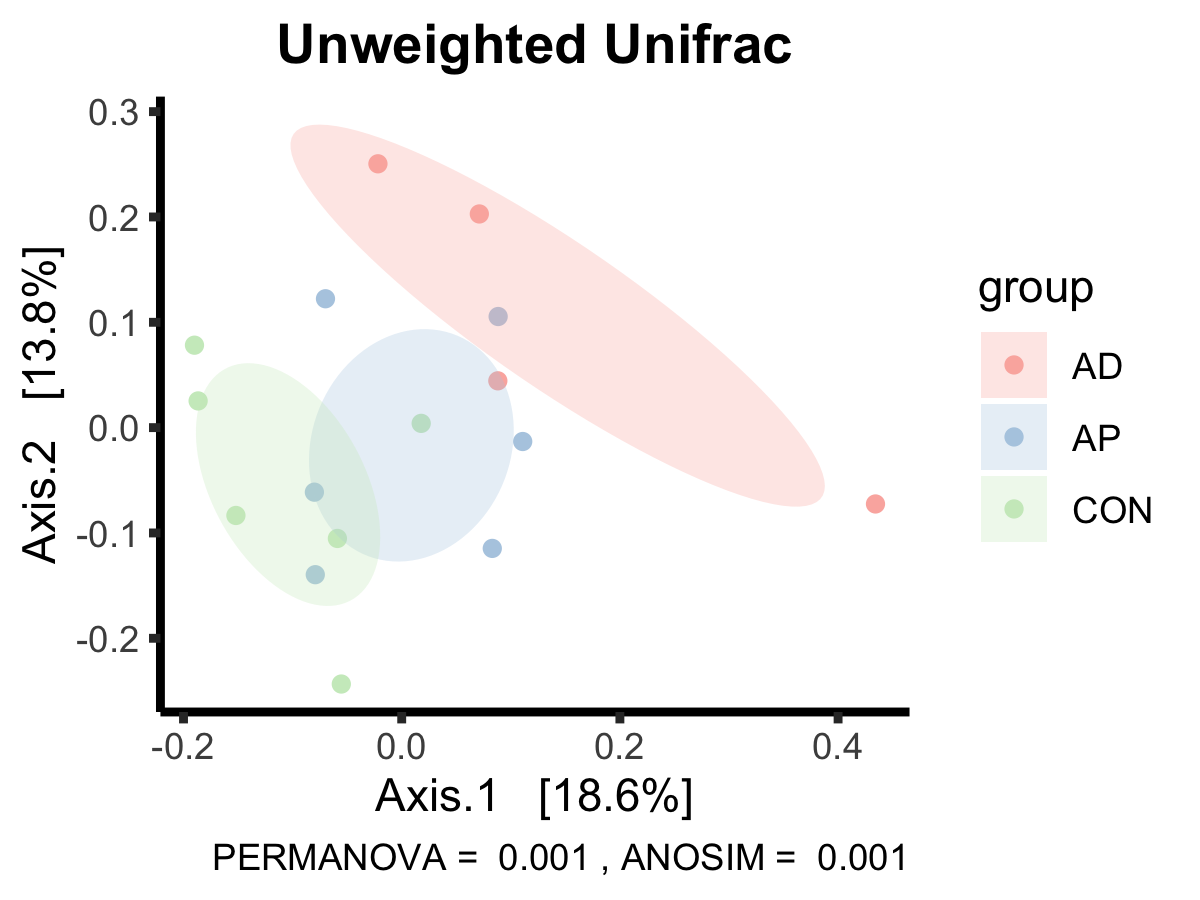 Unweighted Unifrac
0.3
0.2
0.1
0.0
-0.1
-0.2
Axis.2 [13.8%]
-0.2 0.0 0.2 0.4
Axis.1 [18.6%]
PERMANOVA = 0.001 , ANOSIM = 0.001
group
AD
AP
CON